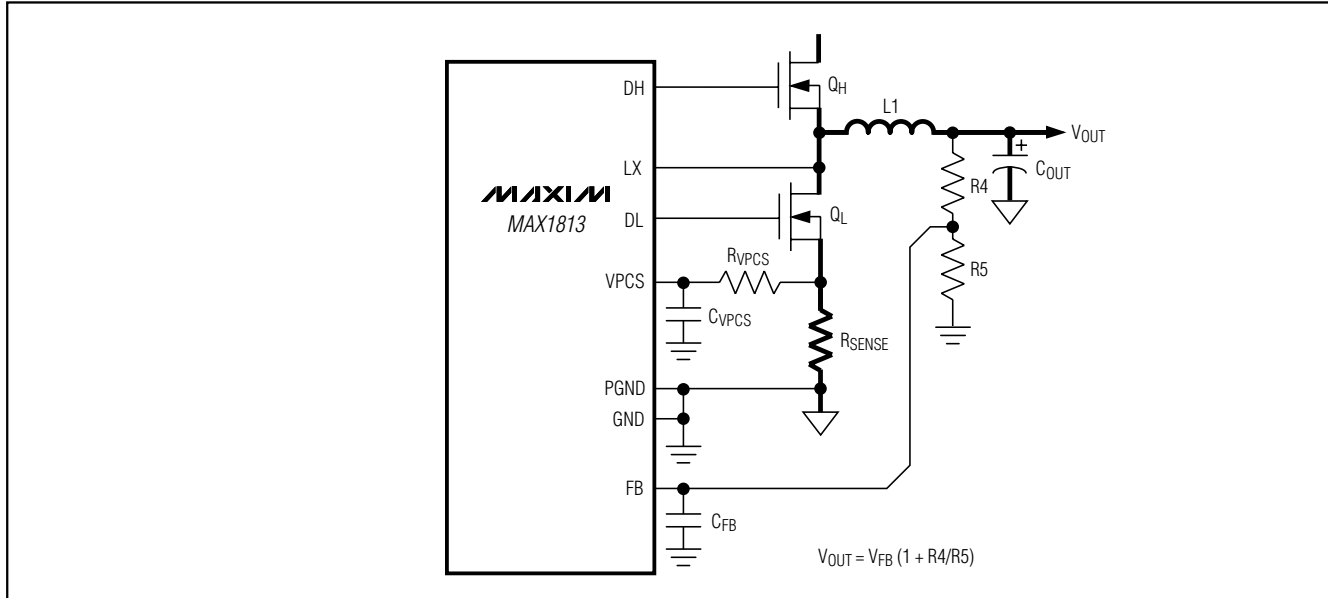 DH
QH
L1
VOUT
+
COUT
LX
R4
MAXIM
MAX1813
DL
QL
R5
RVPCS
VPCS
CVPCS
RSENSE
PGND
GND
FB
CFB
VOUT = VFB (1 + R4/R5)